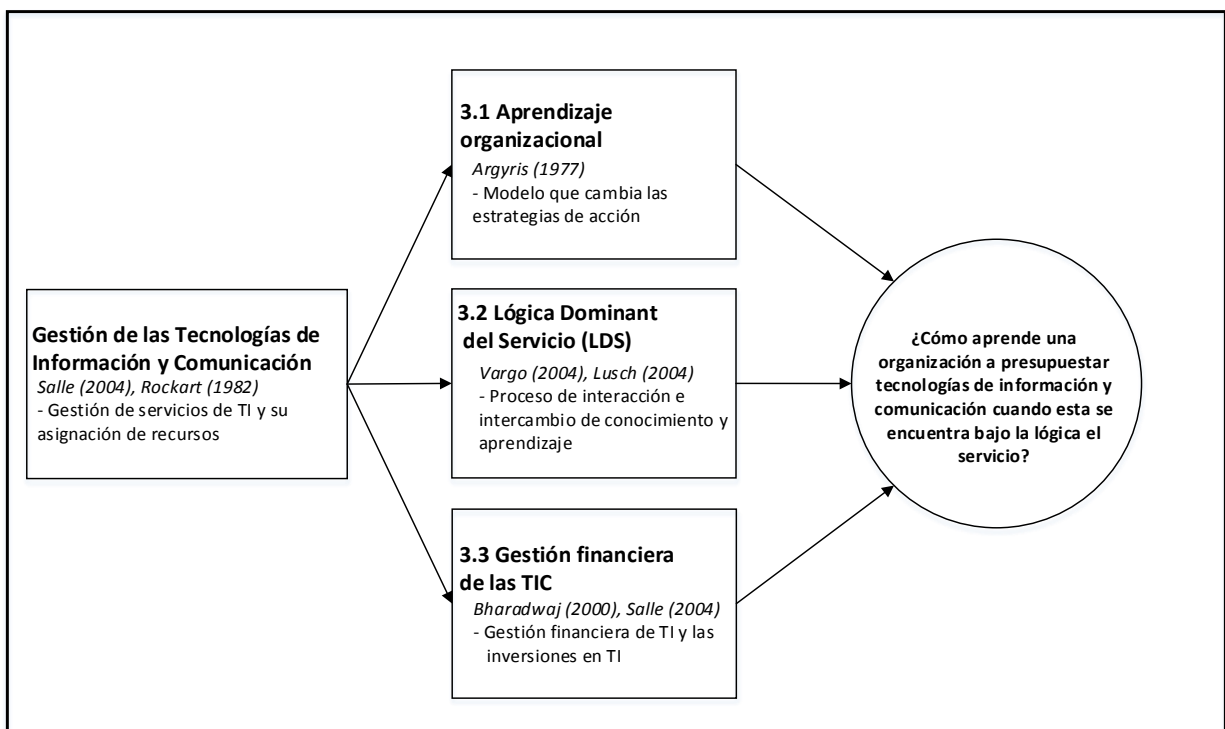 Gestión de las Tecnologías de
Información y Comunicación
Salle (2004), Rockart (1982)
- Gestión de servicios de TI y su
asignación de recursos
3.1 Aprendizaje
organizacional
Argyris (1977)
- Modelo que cambia las
estrategias de acción
3.2 Lógica Dominant
del Servicio (LDS)
Vargo (2004), Lusch (2004)
- Proceso de interacción e
intercambio de conocimiento y
aprendizaje
3.3 Gestión financiera
de las TIC
Bharadwaj (2000), Salle (2004)
- Gestión financiera de TI y las
inversiones en TI
¿Cómo aprende una
organización a presupuestar
tecnologías de información y
comunicación cuando esta se
encuentra bajo la lógica el
servicio?